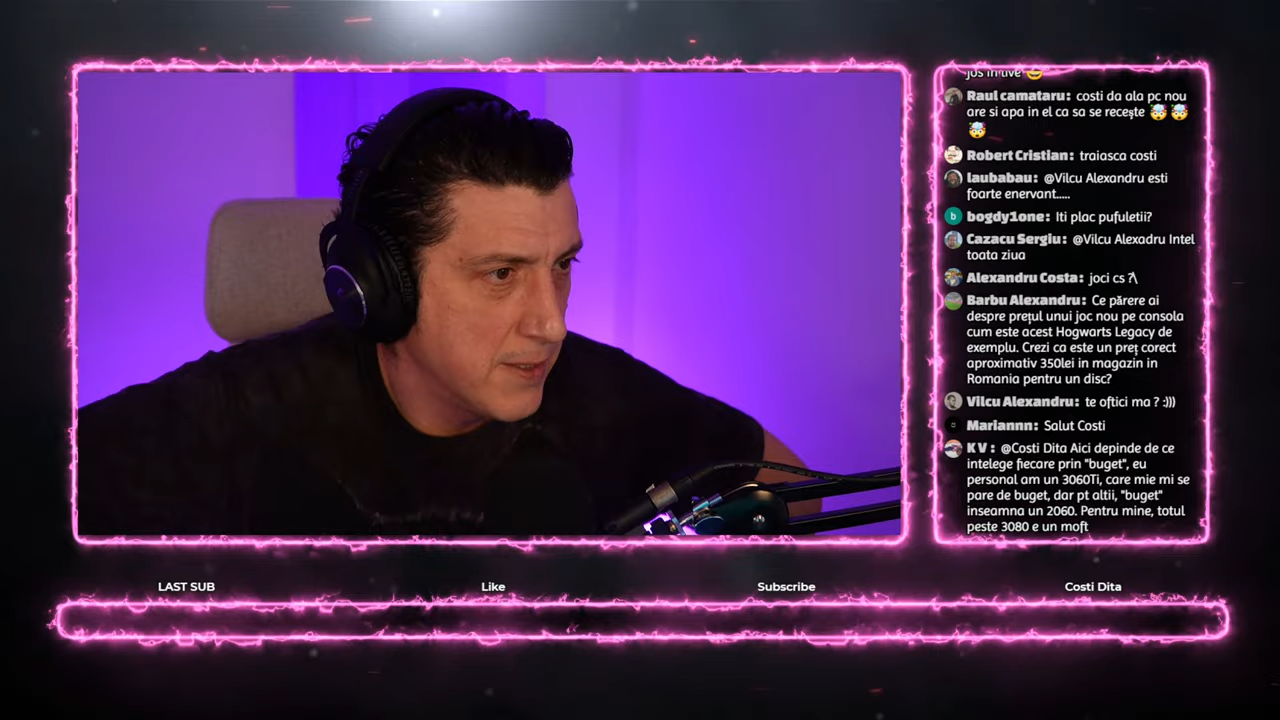 jos in live 😄
Raul camataru: costi da ala pc nou
are si apa in el ca sa se recește 🤯 🤯
🤯
Robert Cristian: traiasca costi
laubabau: @Vilcu Alexandru esti
foarte enervant.....
b bogdy1one: Iti plac pufuletii?
Cazacu Sergiu: @Vilcu Alexadru Intel
toata ziua
Alexandru Costa: joci cs ?\
Barbu Alexandru: Ce părere ai
despre prețul unui joc nou pe consola
cum este acest Hogwarts Legacy de
exemplu. Crezi ca este un preț corect
aproximativ 350lei in magazin in
Romania pentru un disc?
Vilcu Alexandru: te oftici ma ? :)))
Mariannn: Salut Costi
K V: @Costi Dita Aici depinde de ce
intelege fiecare prin "buget", eu
personal am un 3060Ti, care mie mi se
pare de buget, dar pt altii, "buget"
inseamna un 2060. Pentru mine, totul
peste 3080 e un moft
LAST SUB
Like
Subscribe
Costi Dita